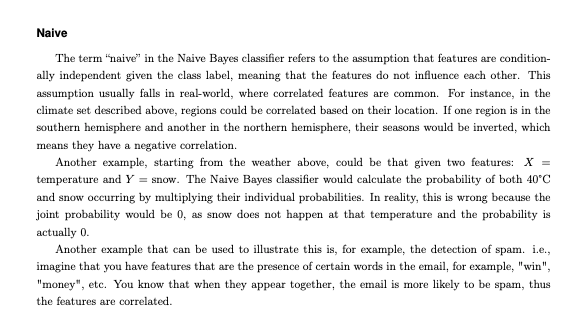 Naive
The term “naive” in the Naive Bayes classifier refers to the assumption that features are condition-
ally independent given the class label, meaning that the features do not influence each other. This
assumption usually falls in real-world, where correlated features are common. For instance, in the
climate set described above, regions could be correlated based on their location. If one region is in the
southern hemisphere and another in the northern hemisphere, their seasons would be inverted, which
means they have a negative correlation.
Another example, starting from the weather above, could be that given two features: X =
temperature and Y = snow. The Naive Bayes classifier would calculate the probability of both 40°C
and snow occurring by multiplying their individual probabilities. In reality, this is wrong because the
joint probability would be 0, as snow does not happen at that temperature and the probability is
actually 0.
Another example that can be used to illustrate this is, for example, the detection of spam. i.e.,
imagine that you have features that are the presence of certain words in the email, for example, "win",
"money", etc. You know that when they appear together, the email is more likely to be spam, thus
the features are correlated.